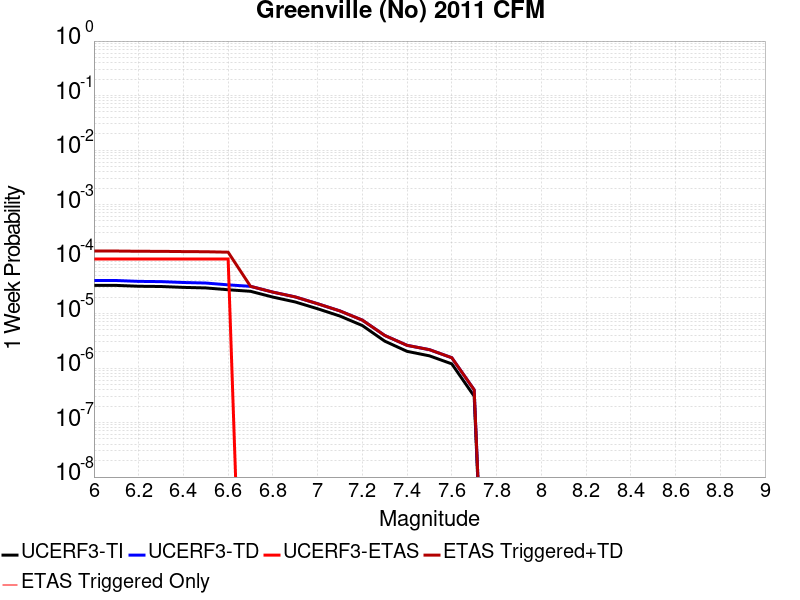 Greenville (No) 2011 CFM
1 Week Probability
10^0
10^-1
10^-2
10^-3
10^-4
10^-5
10^-6
10^-7
10^-8
6 6.2 6.4 6.6 6.8 7 7.2 7.4 7.6 7.8 8 8.2 8.4 8.6 8.8 9
Magnitude
UCERF3-TI UCERF3-TD UCERF3-ETAS ETAS Triggered+TD
ETAS Triggered Only